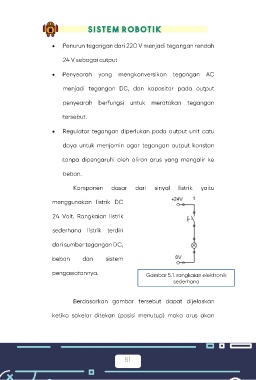 SISTEM ROBOTIK
• Penurun tegangan dari 220 V menjadi tegangan rendah
24 V sebagai output
• Penyearah yang mengkonversikan tegangan AC
menjadi tegangan DC, dan kapasitor pada output
penyearah berfungsi untuk meratakan tegangan
tersebut.
• Regulator tegangan diperlukan pada output unit catu
daya untuk menjamin agar tegangan output konstan
tanpa dipengaruhi oleh aliran arus yang mengalir ke
beban.
Komponen dasar dari sinyal listrik yaitu
menggunakan listrik DC
24 Volt. Rangkaian listrik
sederhana listrik terdiri
dari sumber tegangan DC,
beban dan sistem
pengawatannya.
+24V 1
0V
Gambar 5.1. rangkaian elektronik
sederhana
Berdasarkan gambar tersebut dapat dijelaskan
ketika sakelar ditekan (posisi menutup) maka arus akan
81